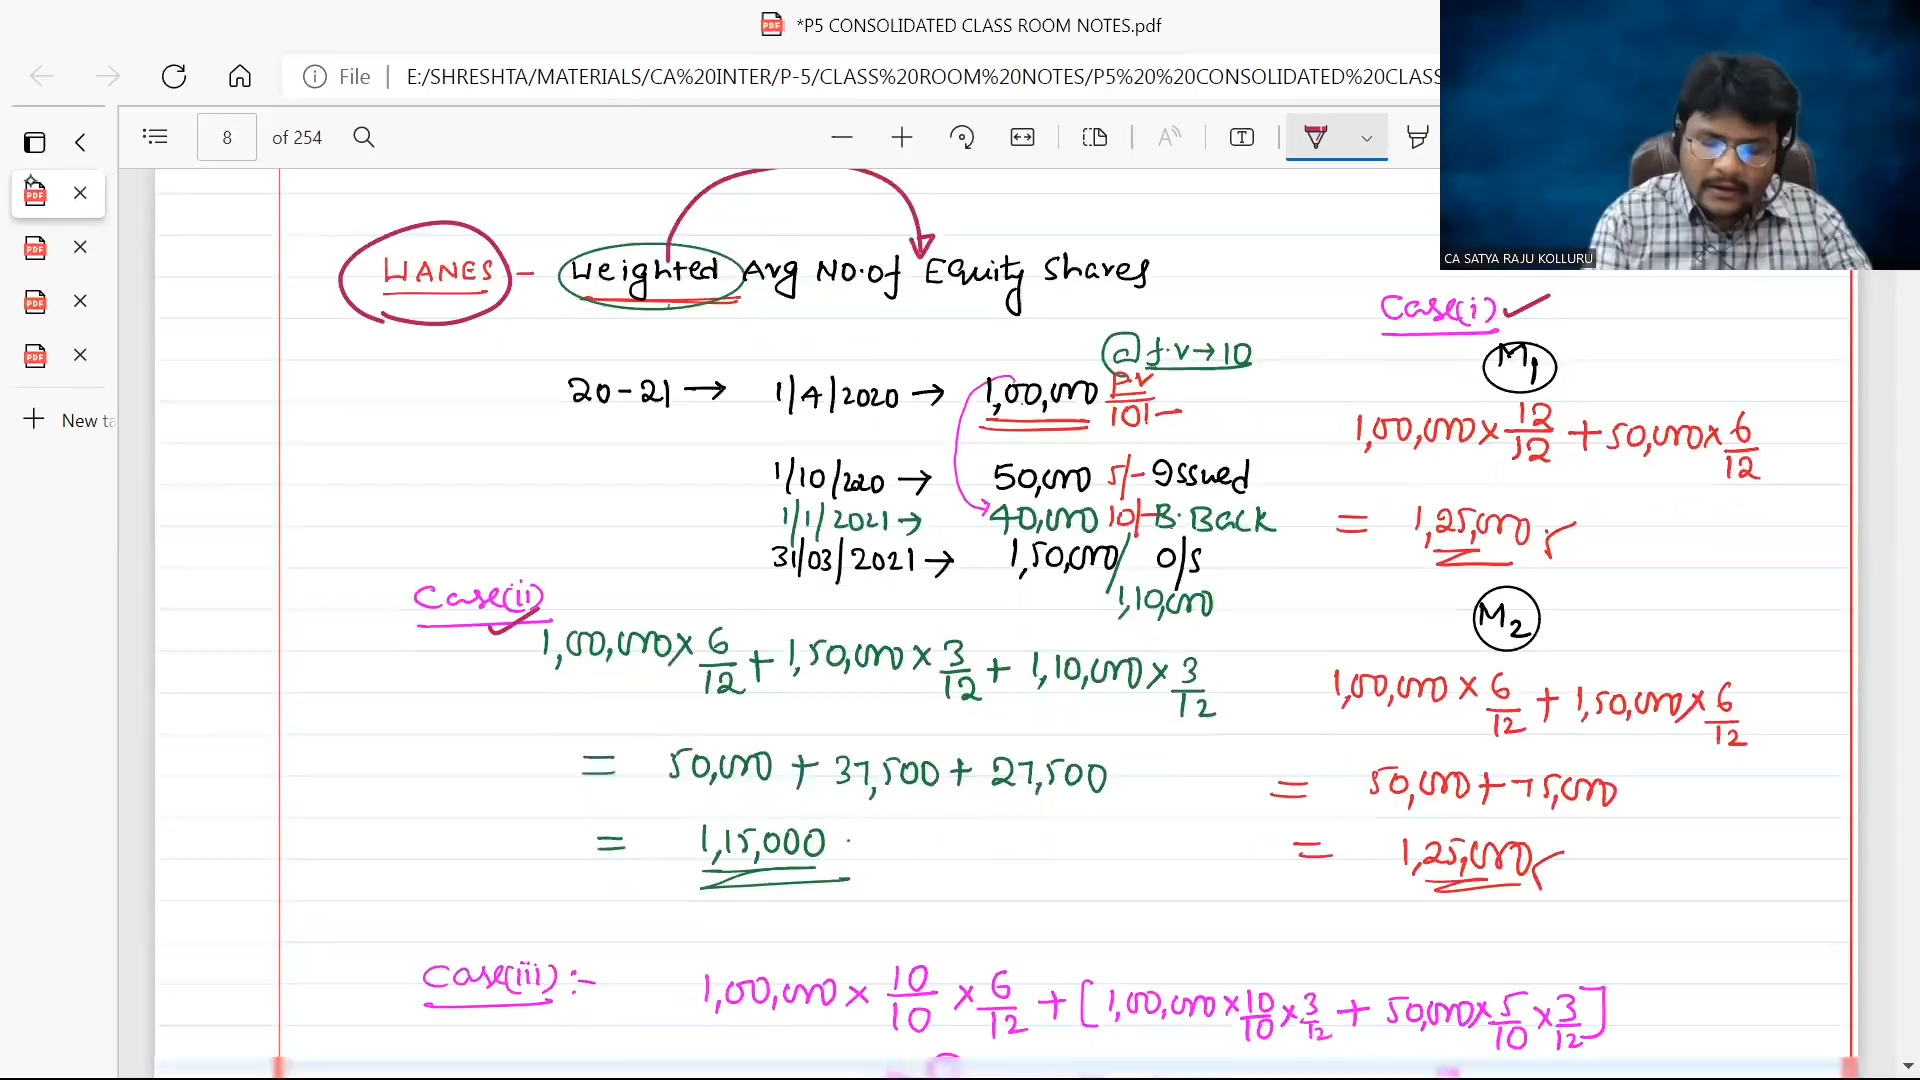 *P5 CONSOLIDATED CLASS ROOM NOTES.pdf
File | E:/SHRESHTA/MATERIALS/CA%20INTER/P-5/CLASS%20ROOM%20NOTES/P5%20%20CONSOLIDATED%20CLASS
8 of 254
New ta
CA SATYA RAJU KOLLURU
WANES - Weighted Avg No.of Equity Shares
@ f.v→10
20-21 → 1/4/2020 → 1,00,000 P.V
10/-
1/10/2020 → 50,000 5/- Issued
1/1/2021 → 40,000 10/- B.Back
31/03/2021 → 1,50,000 O/S
1,10,000
Case(i)
M1
1,00,000 × 12/12 + 50,000 × 6/12
= 1,25,000
M2
1,00,000 × 6/12 + 1,50,000 × 6/12
= 50,000 + 75,000
= 1,25,000
Case(ii)
1,00,000 × 6/12 + 1,50,000 × 3/12 + 1,10,000 × 3/12
= 50,000 + 37,500 + 27,500
= 1,15,000
Case(iii) :- 1,00,000 × 10/10 × 6/12 + [1,00,000 × 10/10 × 3/12 + 50,000 × 5/10 × 3/12]